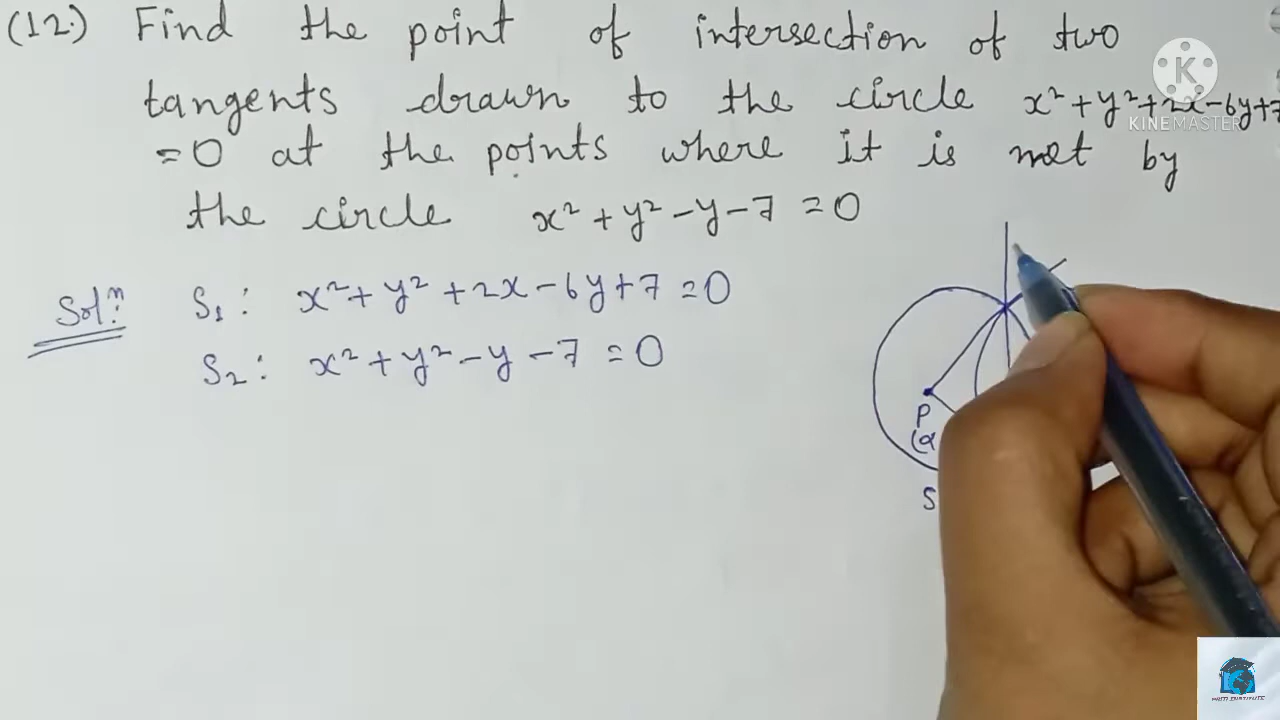 (12.) Find the point of intersection of two
tangents drawn to the circle x² + y² + 2x - 6y + 7
= 0 at the points where it is met by
the circle x² + y² - y - 7 = 0
Solⁿ: S₁ : x² + y² + 2x - 6y + 7 = 0
S₂ : x² + y² - y - 7 = 0
P
(α
S
K
KINEMASTER